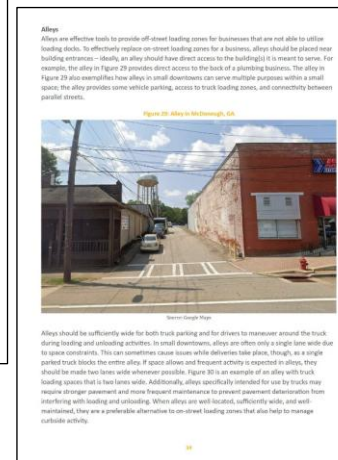 Alleys
Alleys are effective tools to provide off-street loading zones for businesses that are not able to utilize
loading docks. To effectively replace on-street loading zones for a business, alleys should be placed near
building entrances – ideally, an alley should have direct access to the building(s) it is meant to serve. For
example, the alley in Figure 29 provides direct access to the back of a plumbing business. The alley in
Figure 29 also exemplifies how alleys in small downtowns can serve multiple purposes within a small
space; the alley provides some vehicle parking, access to truck loading zones, and connectivity between
parallel streets.
Figure 29: Alley in McDonough, GA
Source: Google Maps
Alleys should be sufficiently wide for both truck parking and for drivers to maneuver around the truck
during loading and unloading activities. In small downtowns, alleys are often only a single lane wide due
to space constraints. This can sometimes cause issues while deliveries take place, though, as a single
parked truck blocks the entire alley. If space allows and frequent activity is expected in alleys, they
should be made two lanes wide whenever possible. Figure 30 is an example of an alley with truck
loading spaces that is two lanes wide. Additionally, alleys specifically intended for use by trucks may
require stronger pavement and more frequent maintenance to prevent pavement deterioration from
interfering with loading and unloading. When alleys are well-located, sufficiently wide, and well-
maintained, they are a preferable alternative to on-street loading zones that also help to manage
curbside activity.